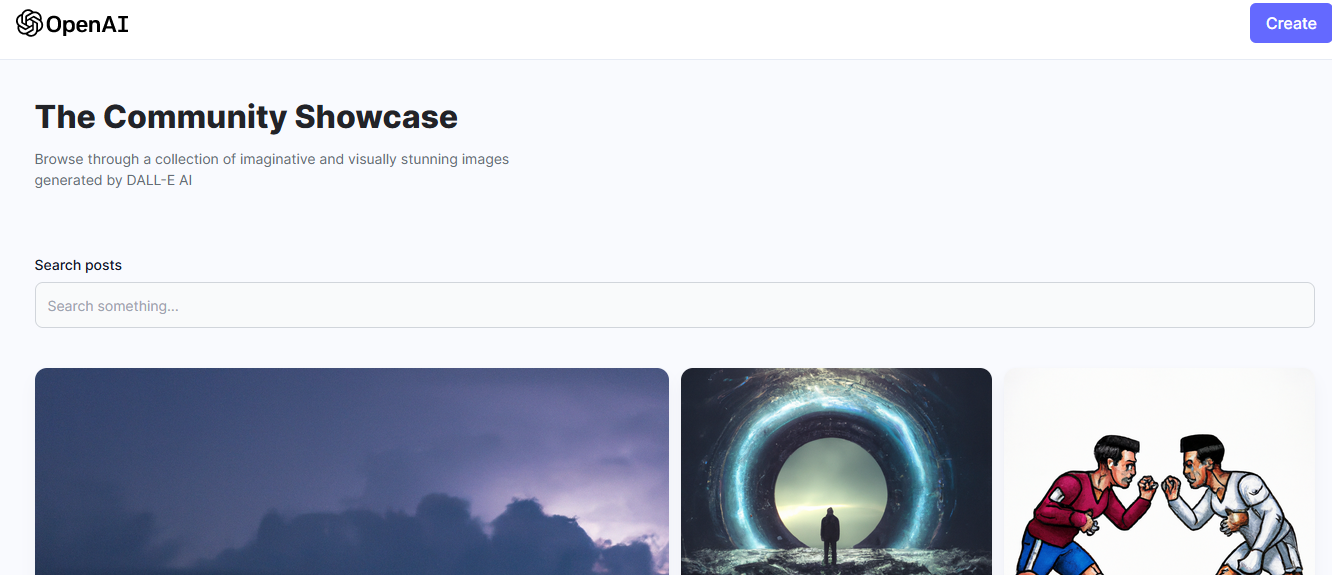 OpenAI
Create
The Community Showcase
Browse through a collection of imaginative and visually stunning images
generated by DALL-E AI
Search posts
Search something...